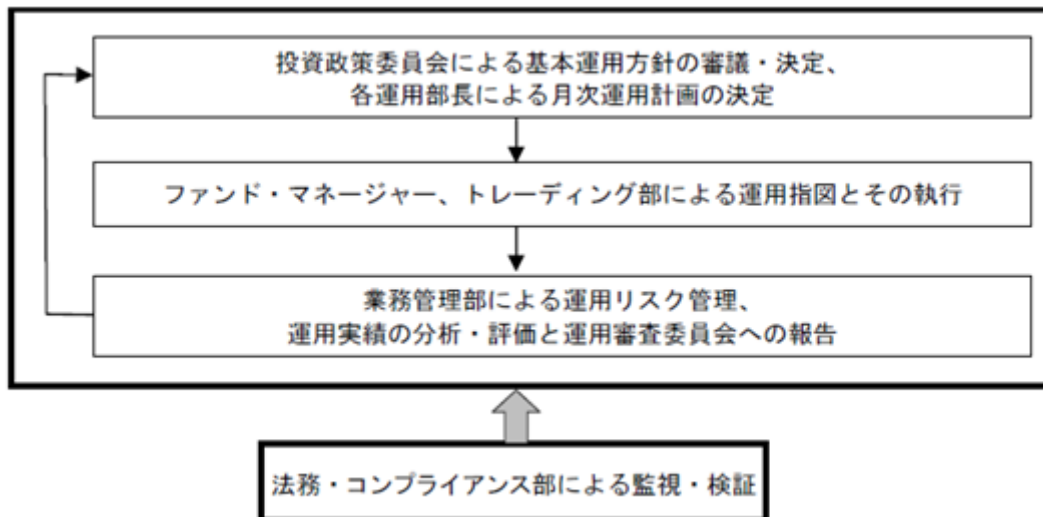 投資政策委員会による基本運用方針の審議・決定、
各運用部長による月次運用計画の決定
ファンド・マネージャー、トレーディング部による運用指図とその執行
業務管理部による運用リスク管理、
運用実績の分析・評価と運用審査委員会への報告
法務・コンプライアンス部による監視・検証